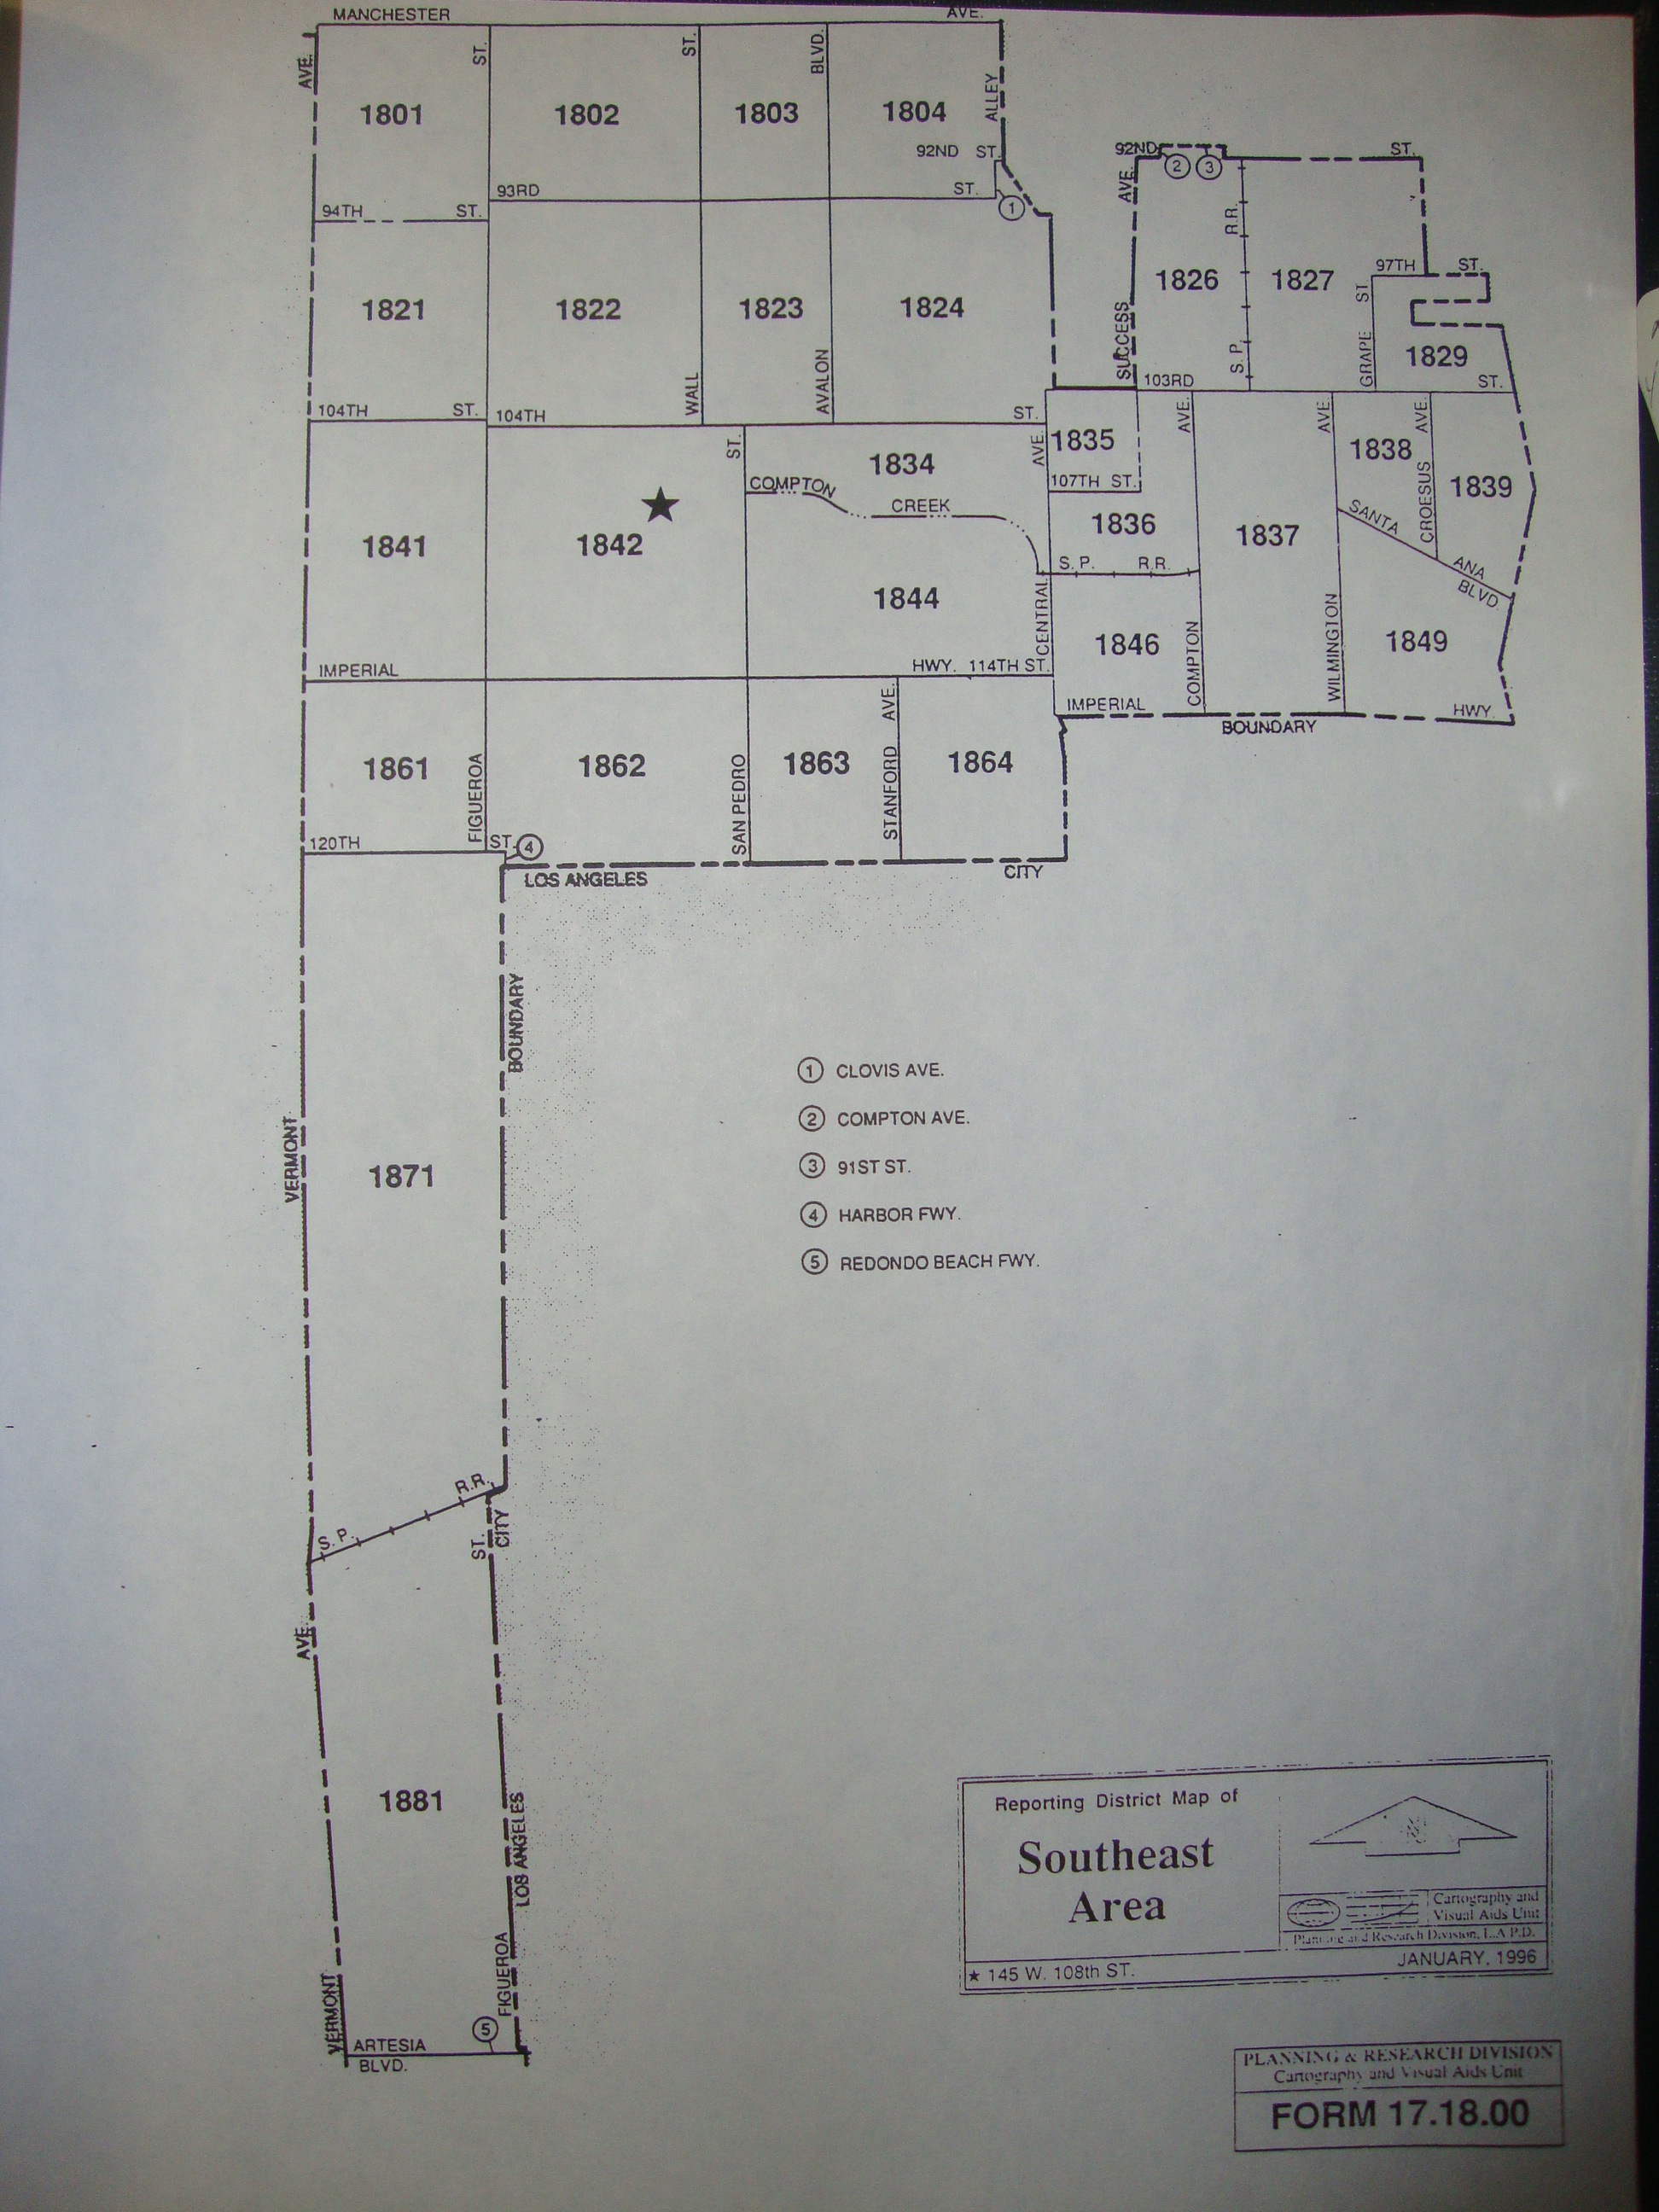 MANCHESTER AVE.
AVE. ST. ST. BLVD. ALLEY
1801 1802 1803 1804
92ND ST.
92ND ST.
2 3
93RD ST.
94TH ST.
1
AVE.
R.R.
1821 1822 1823 1824
1826 1827
97TH ST.
ST
SUCCESS
S. P.
GRAPE
1829
WALL
AVALON
103RD ST.
104TH ST. 104TH ST.
ST.
AVE.
1835
AVE.
AVE.
AVE.
1834
1838
COMPTON
CREEK
107TH ST.
CROESUS
1839
1841 1842
1836
1837
SANTA
ANA
BLVD.
S. P. R.R.
1844
CENTRAL
1846
COMPTON
WILMINGTON
1849
IMPERIAL HWY. 114TH ST.
IMPERIAL HWY.
BOUNDARY
AVE.
1861 1862 1863 1864
FIGUEROA
SAN PEDRO
STANFORD
120TH ST. 4
LOS ANGELES CITY
BOUNDARY
VERMONT
1871
1 CLOVIS AVE.
2 COMPTON AVE.
3 91ST ST.
4 HARBOR FWY.
5 REDONDO BEACH FWY.
S. P. R.R.
ST.
CITY
AVE.
1881
LOS ANGELES
FIGUEROA
VERMONT
5
ARTESIA
BLVD.
Reporting District Map of
Southeast
Area
Cartography and
Visual Aids Unit
Planning and Research Division, L.A.P.D.
★ 145 W. 108th ST.
JANUARY, 1996
PLANNING & RESEARCH DIVISION
Cartography and Visual Aids Unit
FORM 17.18.00